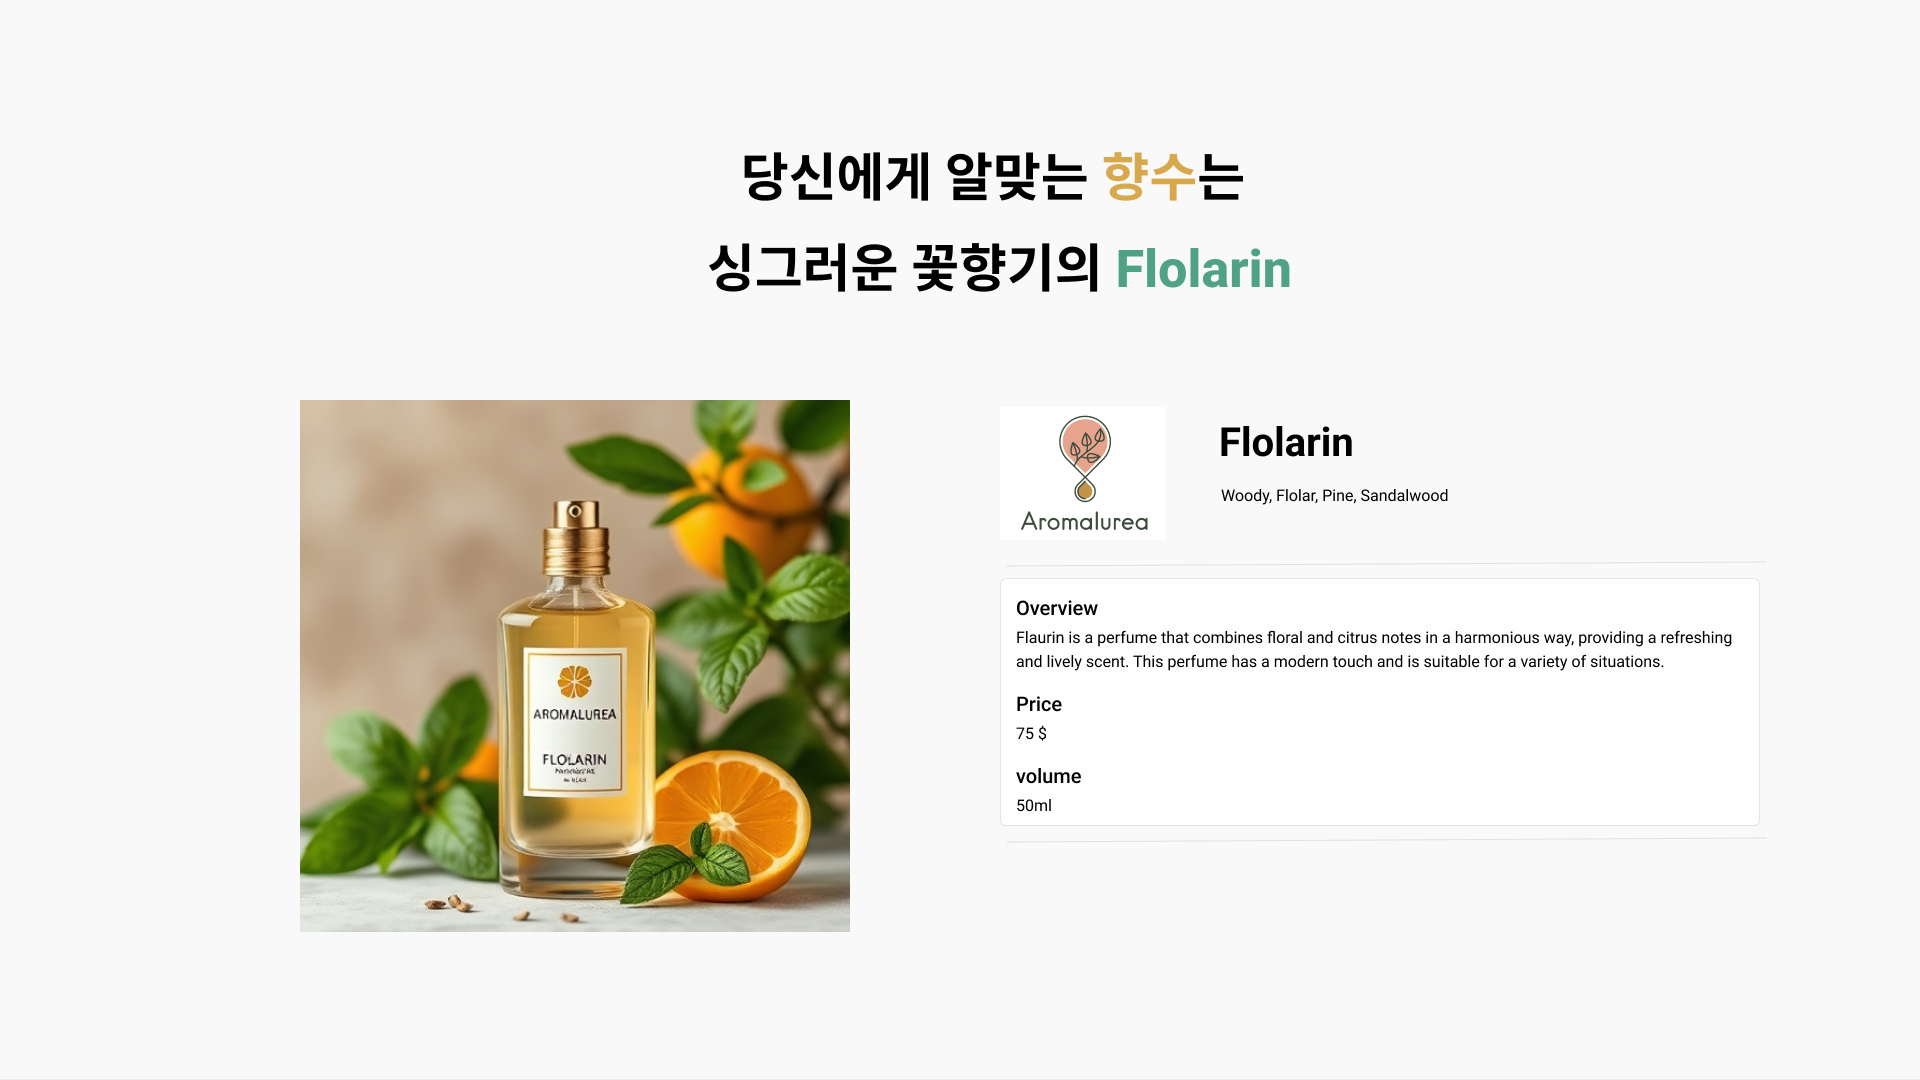 당신에게 알맞는 향수는
싱그러운 꽃향기의 Flolarin
AROMALUREA
FLOLARIN
Aromalurea
Flolarin
Woody, Flolar, Pine, Sandalwood
Overview
Flaurin is a perfume that combines floral and citrus notes in a harmonious way, providing a refreshing
and lively scent. This perfume has a modern touch and is suitable for a variety of situations.
Price
75 $
volume
50ml